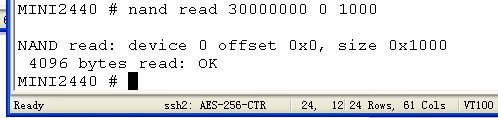 MINI2440 # nand read 30000000 0 1000
NAND read: device 0 offset 0x0, size 0x1000
4096 bytes read: OK
MINI2440 #
Ready ssh2: AES-256-CTR 24, 12 24 Rows, 61 Cols VT100